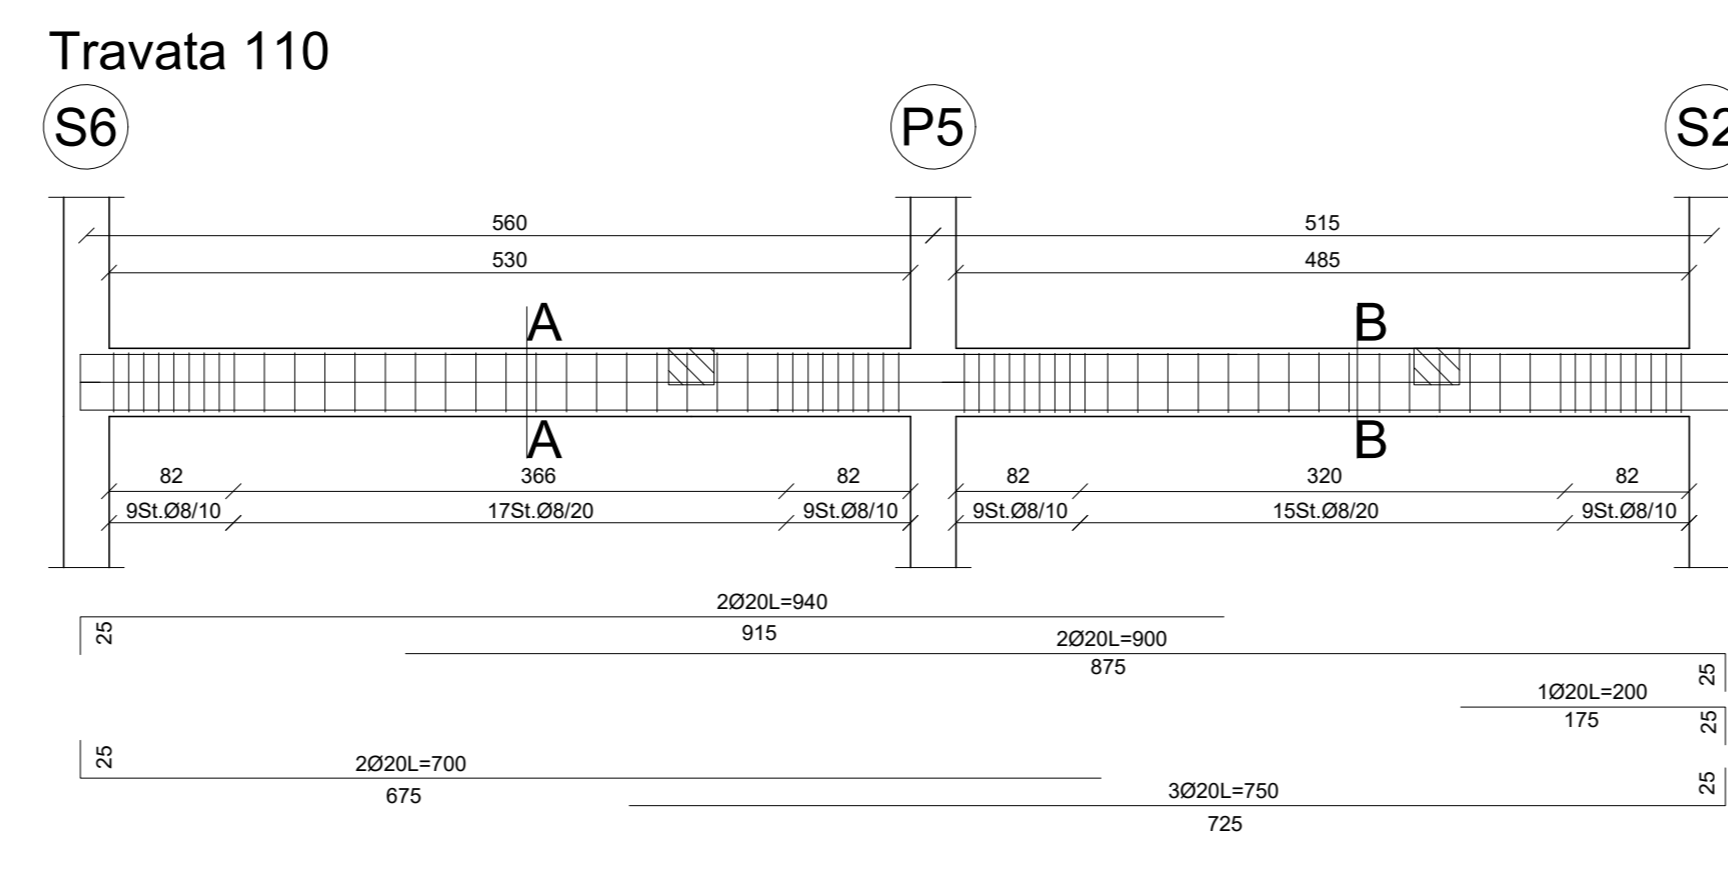 Travata 110
S6 P5 S2
560 515
530 485
A B
A B
82 366 82 82 320 82
9St.Ø8/10 17St.Ø8/20 9St.Ø8/10 9St.Ø8/10 15St.Ø8/20 9St.Ø8/10
2Ø20L=940
25 915
2Ø20L=900
875 25
1Ø20L=200
175 25
25 2Ø20L=700
675
3Ø20L=750 25
725